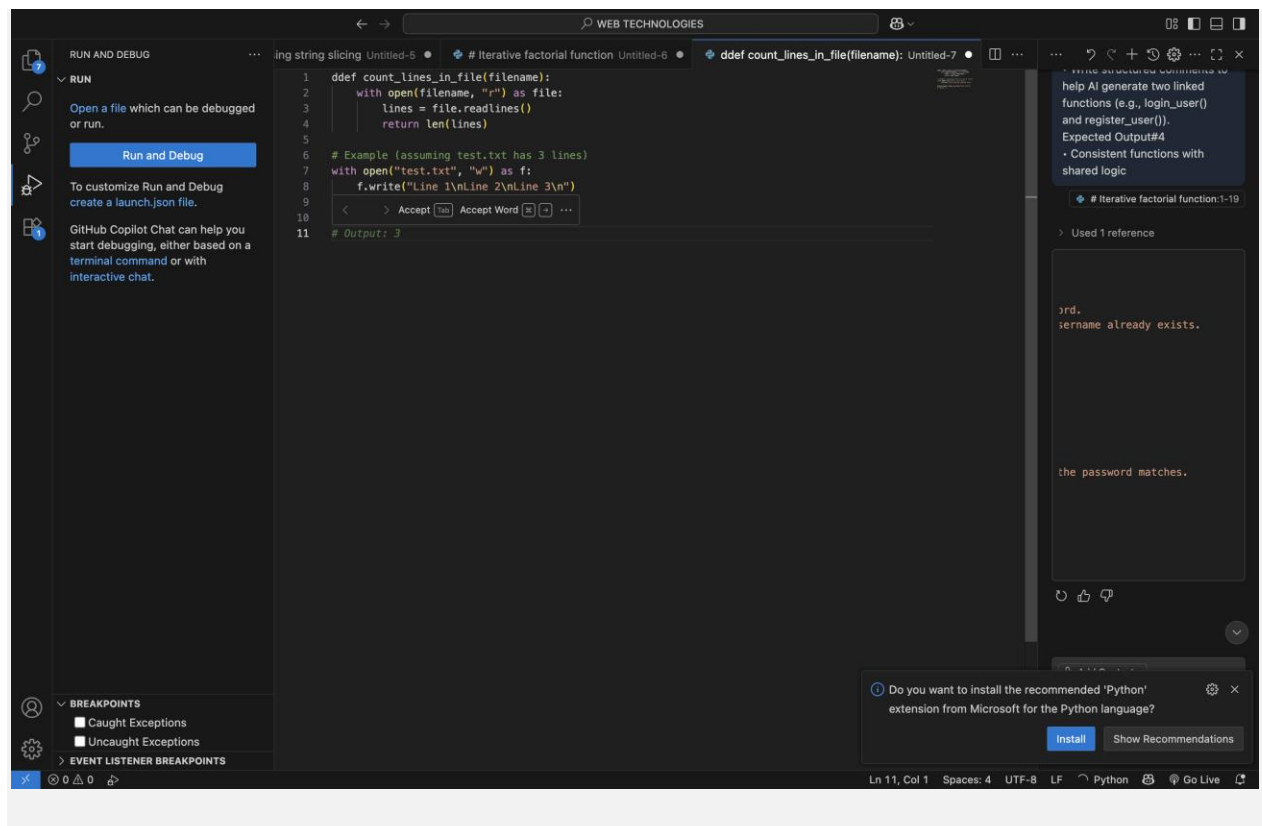 WEB TECHNOLOGIES
RUN AND DEBUG
RUN
Open a file which can be debugged
or run.
Run and Debug
To customize Run and Debug
create a launch.json file.
GitHub Copilot Chat can help you
start debugging, either based on a
terminal command or with
interactive chat.
BREAKPOINTS
Caught Exceptions
Uncaught Exceptions
EVENT LISTENER BREAKPOINTS
ing string slicing Untitled-5
# Iterative factorial function Untitled-6
ddef count_lines_in_file(filename): Untitled-7
1 ddef count_lines_in_file(filename):
2 with open(filename, "r") as file:
3 lines = file.readlines()
4 return len(lines)
5
6 # Example (assuming test.txt has 3 lines)
7 with open("test.txt", "w") as f:
8 f.write("Line 1\nLine 2\nLine 3\n")
9
10
< > Accept Tab Accept Word ⌘ → ···
11 # Output: 3
• Write structured comments to
help AI generate two linked
functions (e.g., login_user()
and register_user()).
Expected Output#4
• Consistent functions with
shared logic
# Iterative factorial function:1-19
> Used 1 reference
ord.
sername already exists.
the password matches.
Do you want to install the recommended 'Python'
extension from Microsoft for the Python language?
Install
Show Recommendations
7
1
0 0
Ln 11, Col 1 Spaces: 4 UTF-8 LF Python Go Live